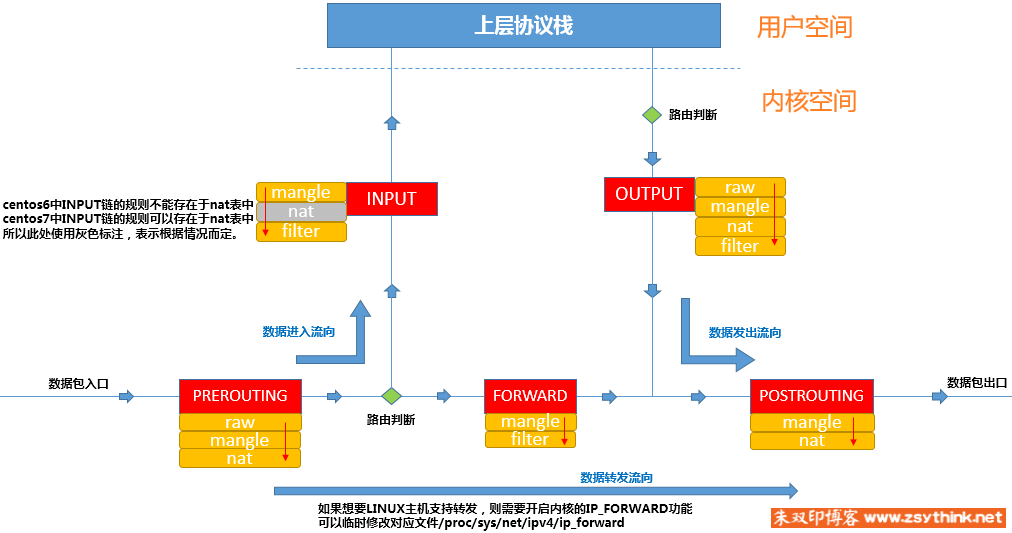 上层协议栈
用户空间
内核空间
路由判断
mangle
nat
filter
INPUT
OUTPUT
raw
mangle
nat
filter
centos6中INPUT链的规则不能存在于nat表中
centos7中INPUT链的规则可以存在于nat表中
所以此处使用灰色标注，表示根据情况而定。
数据进入流向
数据发出流向
数据包入口
PREROUTING
raw
mangle
nat
路由判断
FORWARD
mangle
filter
POSTROUTING
mangle
nat
数据包出口
数据转发流向
如果想要LINUX主机支持转发，则需要开启内核的IP_FORWARD功能
可以临时修改对应文件/proc/sys/net/ipv4/ip_forward
朱双印博客 www.zsythink.net